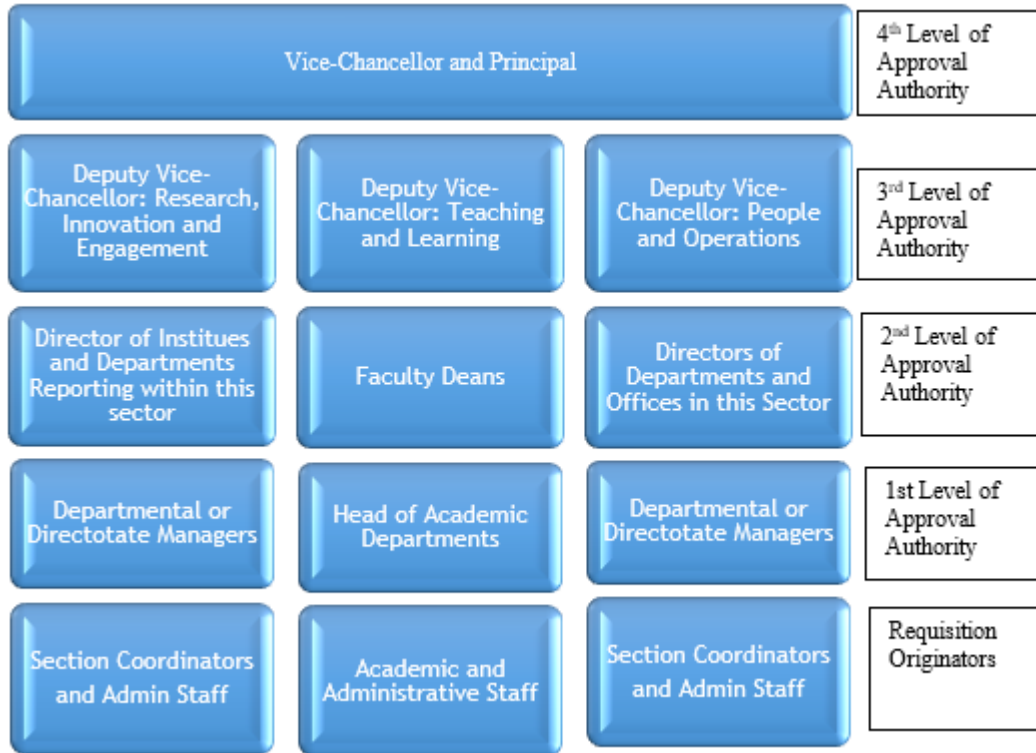 Vice-Chancellor and Principal
4th Level of
Approval
Authority
Deputy Vice-
Chancellor: Research,
Innovation and
Engagement
Deputy Vice-
Chancellor: Teaching
and Learning
Deputy Vice-
Chancellor: People
and Operations
3rd Level of
Approval
Authority
Director of Institues
and Departments
Reporting within this
sector
Faculty Deans
Directors of
Departments and
Offices in this Sector
2nd Level of
Approval
Authority
Departmental or
Directotate Managers
Head of Academic
Departments
Departmental or
Directotate Managers
1st Level of
Approval
Authority
Section Coordinators
and Admin Staff
Academic and
Administrative Staff
Section Coordinators
and Admin Staff
Requisition
Originators